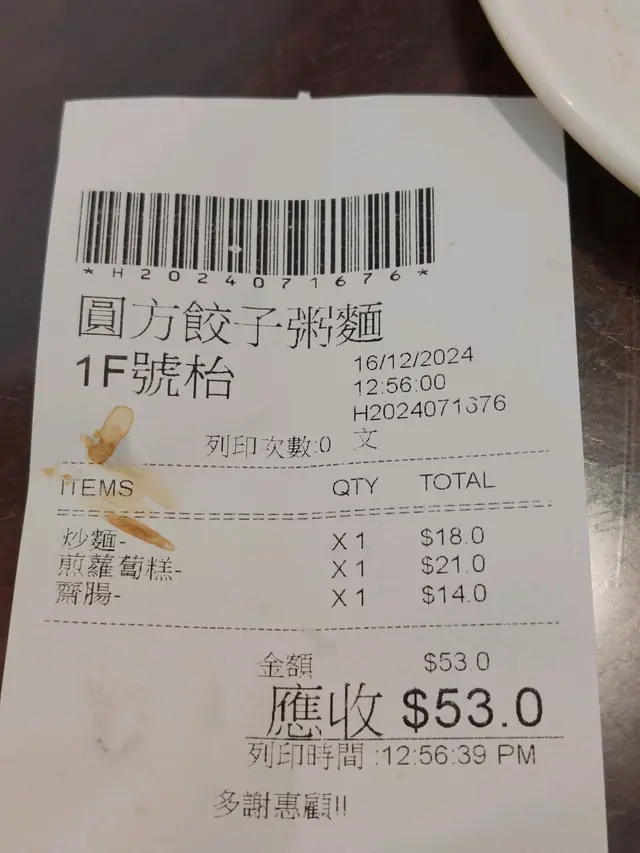 *H2024071676*
圓方餃子粥麵
1F號枱
16/12/2024
12:56:00
H2024071676
列印次數:0 文
ITEMS QTY TOTAL
炒麵- X 1 $18.0
煎蘿蔔糕- X 1 $21.0
齋腸- X 1 $14.0
金額 $53.0
應收 $53.0
列印時間 :12:56:39 PM
多謝惠顧!!